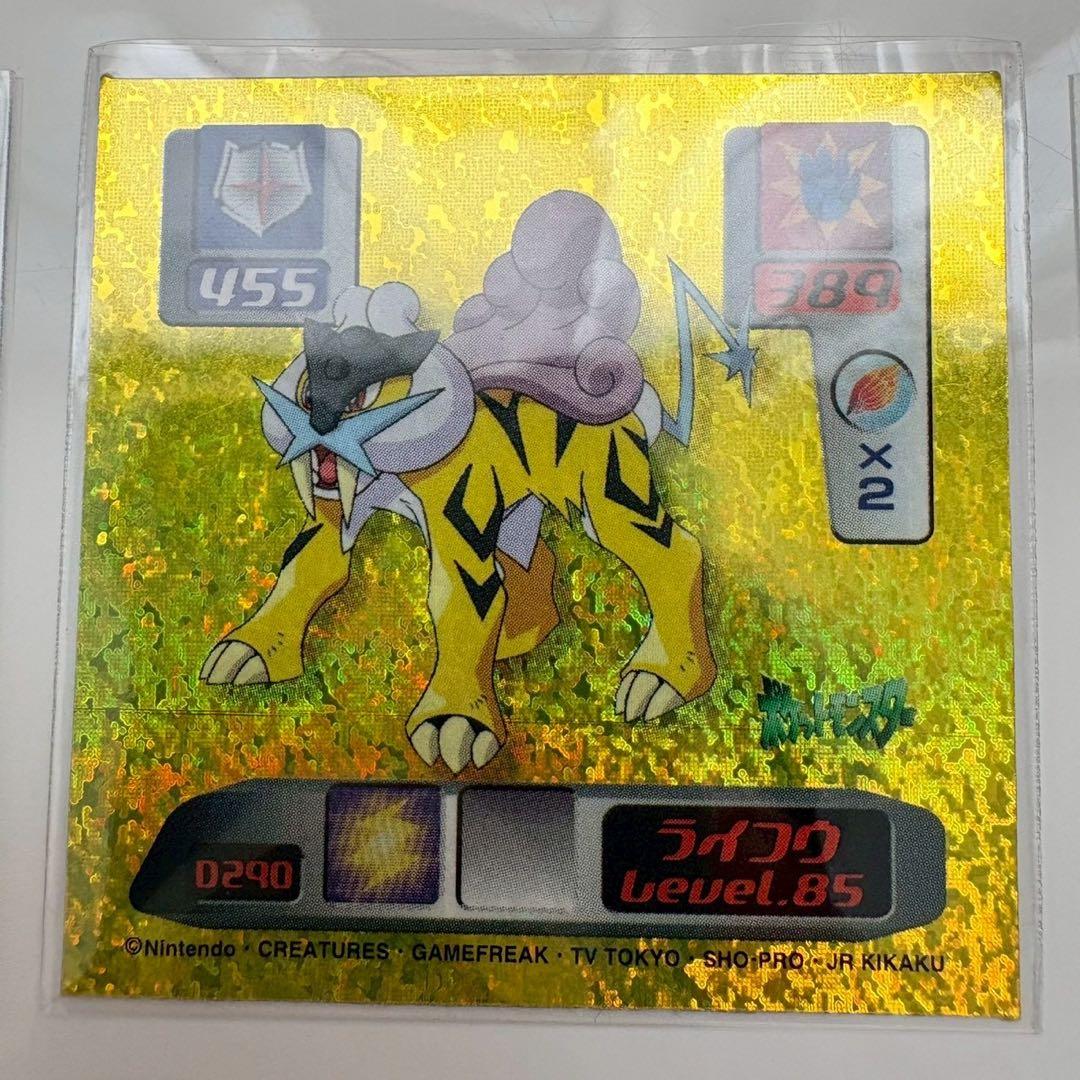 455
389
×2
ポケットモンスター
D290
ライコウ
Level.85
©Nintendo・CREATURES・GAMEFREAK・TV TOKYO・SHO-PRO・JR KIKAKU